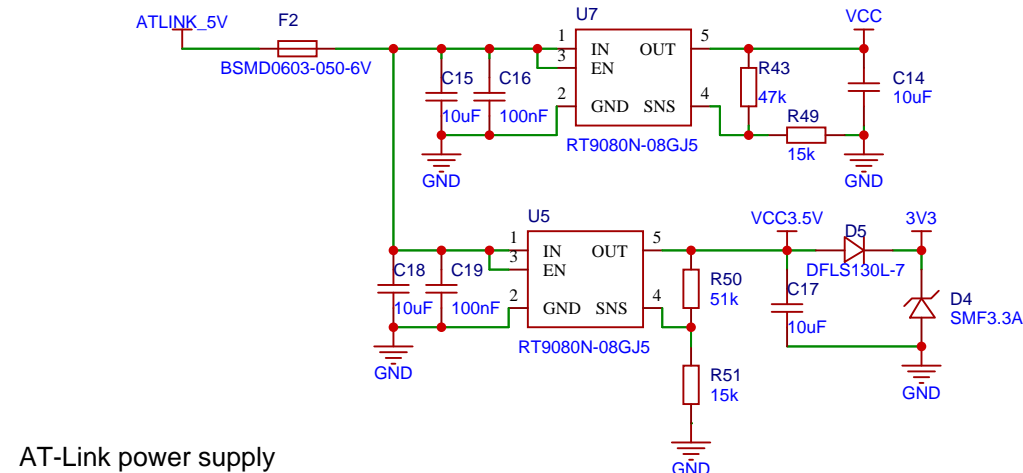 ATLINK_5V
F2
BSMD0603-050-6V
C15
10uF
C16
100nF
GND
U7
1 IN OUT 5
3 EN
2 GND SNS 4
RT9080N-08GJ5
VCC
R43
47k
R49
15k
C14
10uF
GND
C18
10uF
C19
100nF
GND
U5
1 IN OUT 5
3 EN
2 GND SNS 4
RT9080N-08GJ5
R50
51k
R51
15k
GND
VCC3.5V
C17
10uF
D5
DFLS130L-7
3V3
D4
SMF3.3A
GND
AT-Link power supply